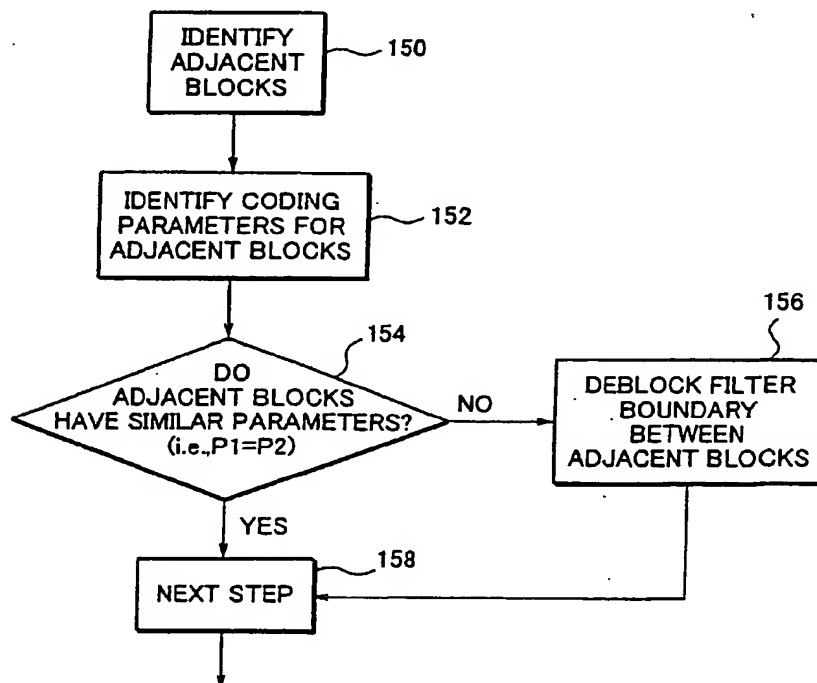 IDENTIFY
ADJACENT
BLOCKS
150
IDENTIFY CODING
PARAMETERS FOR
ADJACENT BLOCKS
152
154
DO
ADJACENT BLOCKS
HAVE SIMILAR PARAMETERS?
(i.e.,P1=P2)
NO
156
DEBLOCK FILTER
BOUNDARY
BETWEEN
ADJACENT BLOCKS
YES
158
NEXT STEP